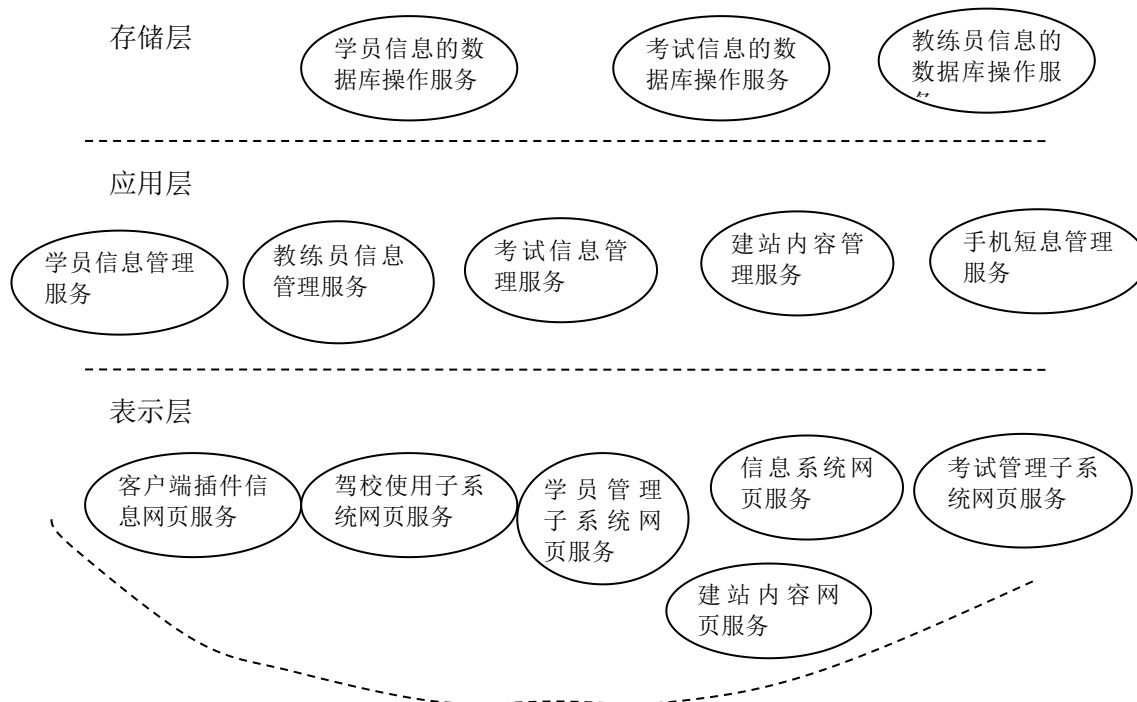 存储层
学员信息的数
据库操作服务
考试信息的数
据库操作服务
教练员信息的
数据库操作服
应用层
学员信息管理
服务
教练员信息
管理服务
考试信息管
理服务
建站内容管
理服务
手机短息管理
服务
表示层
客户端插件信
息网页服务
驾校使用子系
统网页服务
学员管理
子系统网
页服务
信息系统网
页服务
考试管理子系
统网页服务
建站内容网
页服务